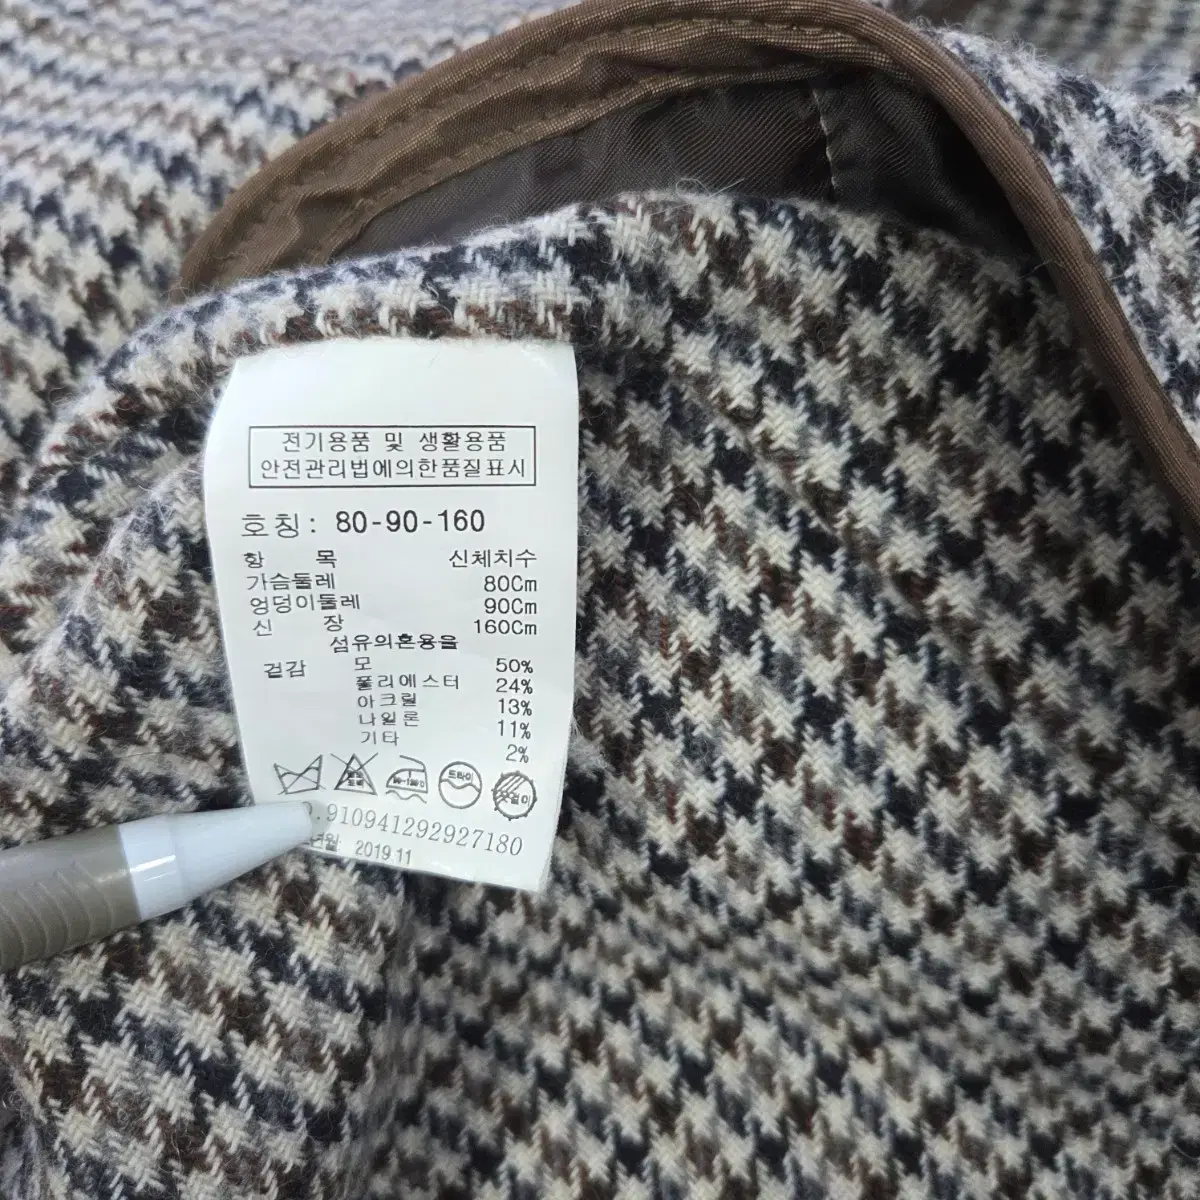 전기용품 및 생활용품
안전관리법에의한품질표시
호칭: 80-90-160
항 목 신체치수
가슴둘레 80Cm
엉덩이둘레 90Cm
신 장 160Cm
섬유의혼용율
겉감 모 50%
폴리에스터 24%
아크릴 13%
나일론 11%
기타 2%
드라이
.910941292927180
년월 2019.11